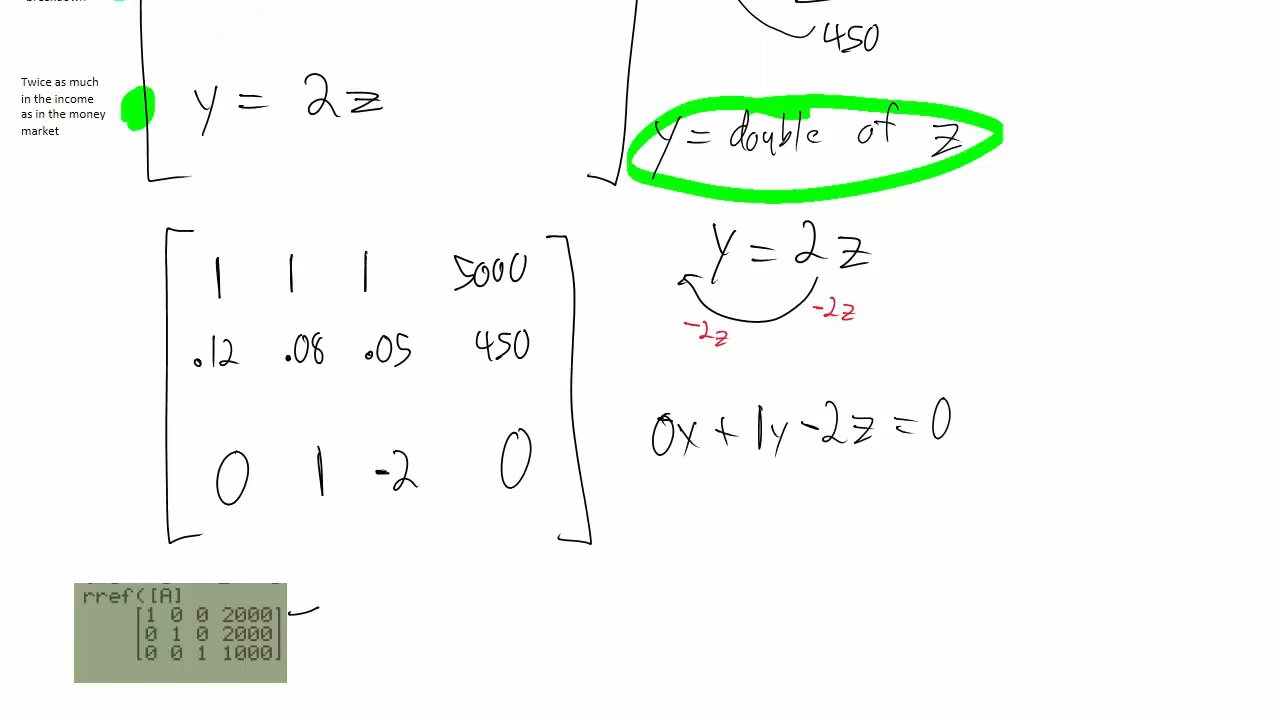 450
Twice as much
in the income
as in the money
market
y = 2z
y = double of z
y = 2z
-2z
-2z
1 1 1 5000
.12 .08 .05 450
0 1 -2 0
0x + 1y - 2z = 0
rref([A]
[1 0 0 2000]
[0 1 0 2000]
[0 0 1 1000]